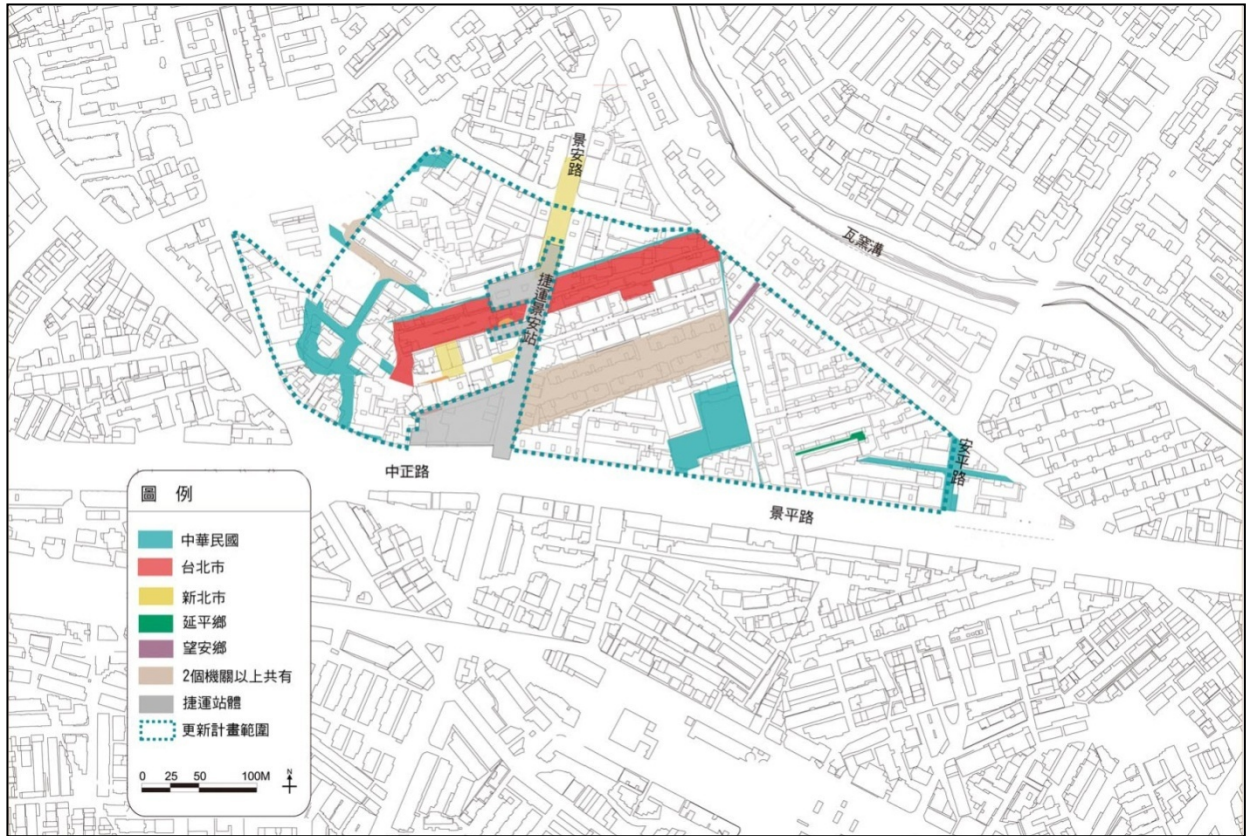 景安路
瓦窯溝
捷運景安站
安平路
中正路
景平路
圖 例
中華民國
台北市
新北市
延平鄉
望安鄉
2個機關以上共有
捷運站體
更新計畫範圍
0 25 50 100M
N